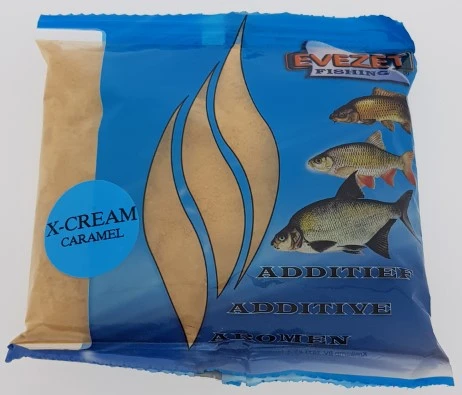 EVEZET
FISHING
X-CREAM
CARAMEL
ADDITIEF
ADDITIVE
AROMEN